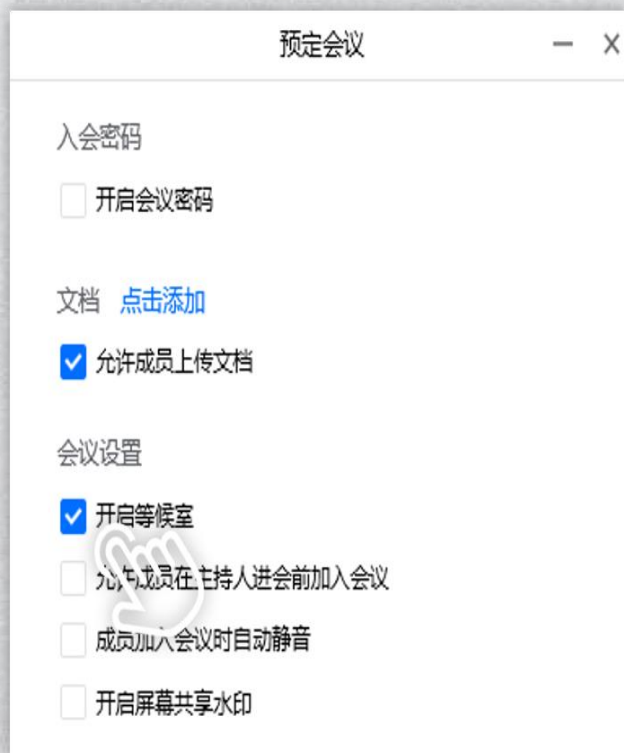 预定会议
入会密码
开启会议密码
文档 点击添加
允许成员上传文档
会议设置
开启等候室
允许成员在主持人进会前加入会议
成员加入会议时自动静音
开启屏幕共享水印